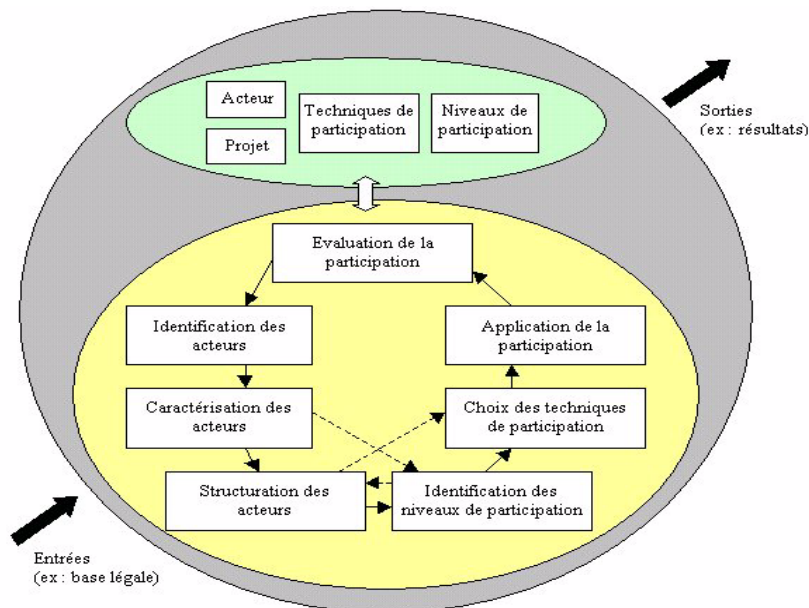 Acteur
Projet
Techniques de
participation
Niveaux de
participation
Sorties
(ex : résultats)
Evaluation de la
participation
Identification des
acteurs
Application de la
participation
Caractérisation des
acteurs
Choix des techniques
de participation
Structuration des
acteurs
Identification des
niveaux de participation
Entrées
(ex : base légale)